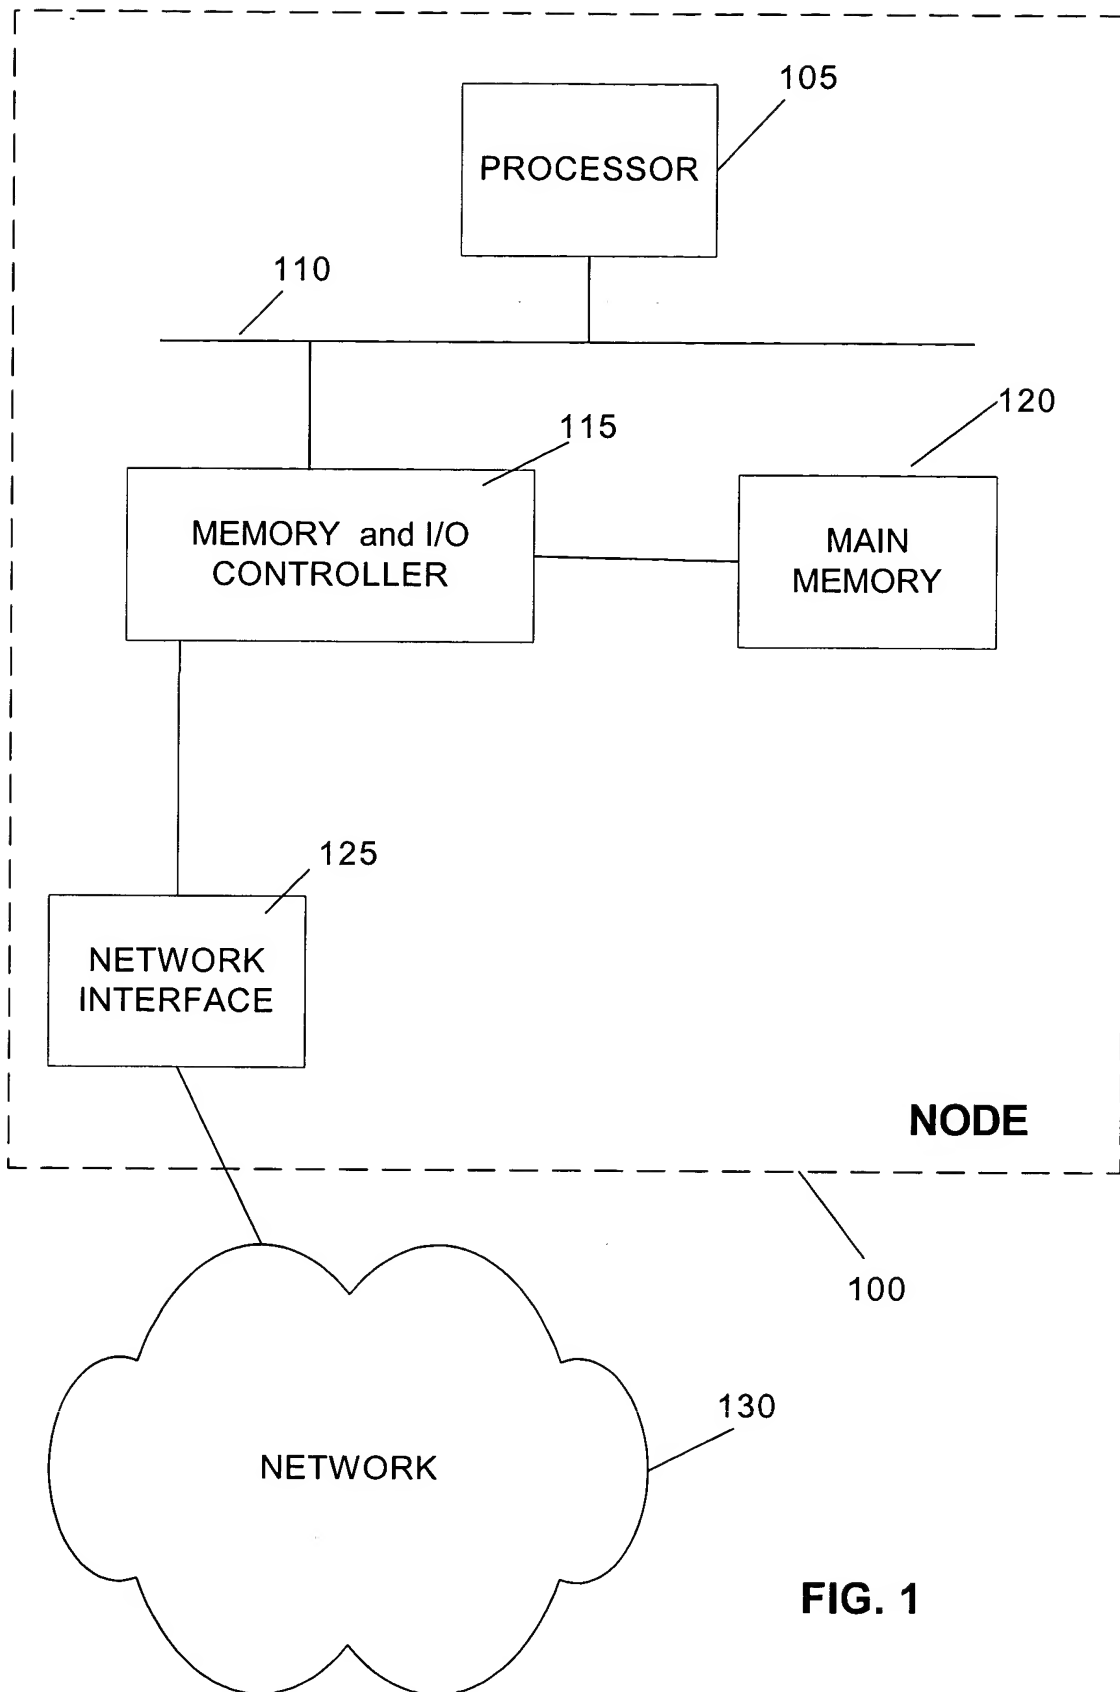 105
PROCESSOR
110
120
115
MEMORY and I/O
CONTROLLER
MAIN
MEMORY
125
NETWORK
INTERFACE
NODE
100
130
NETWORK
FIG. 1